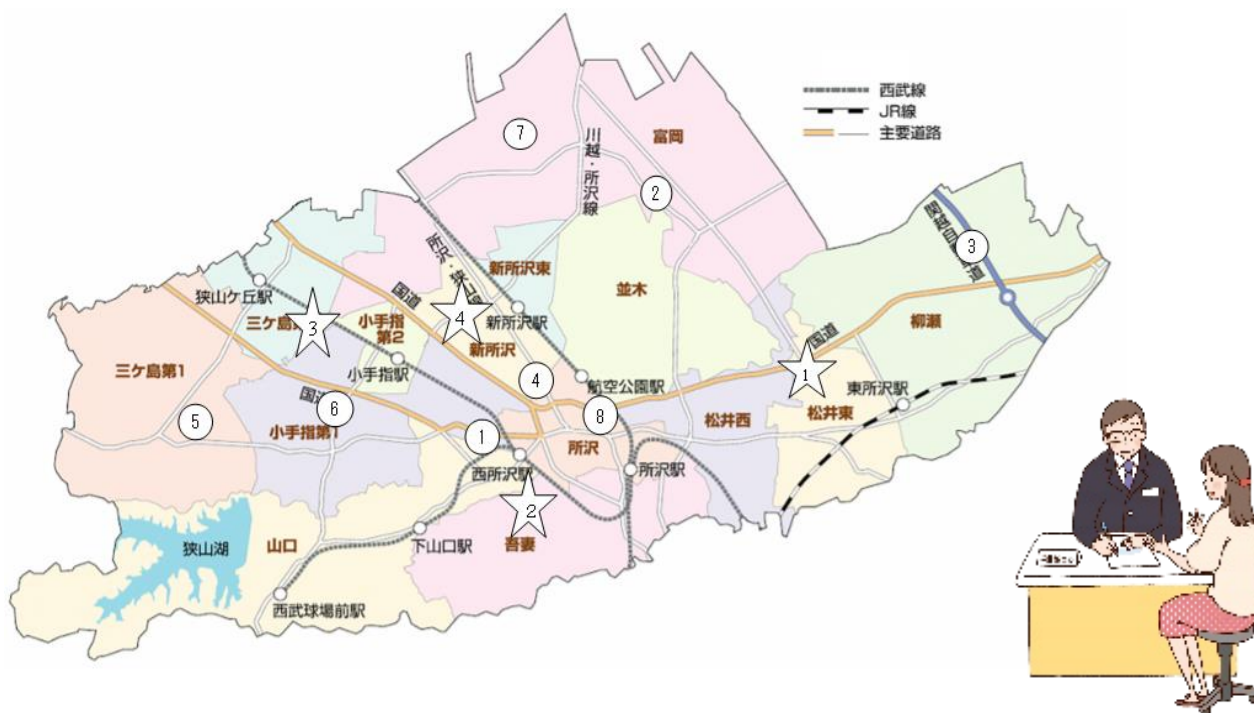 西武線
JR線
主要道路
⑦
富岡
川越・所沢線
②
関越自
道
③
所沢・狭山
新所沢東
並木
狭山ケ丘駅
国道
4
新所沢駅
三ケ島
3
小手指
第2
新所沢
柳瀬
国道
1
三ケ島第1
小手指駅
④
航空公園駅
東所沢駅
国道
⑥
⑤
小手指第1
①
⑧
松井西
松井東
所沢
西所沢駅
所沢駅
2
狭山湖
山口
下山口駅
吾妻
西武球場前駅